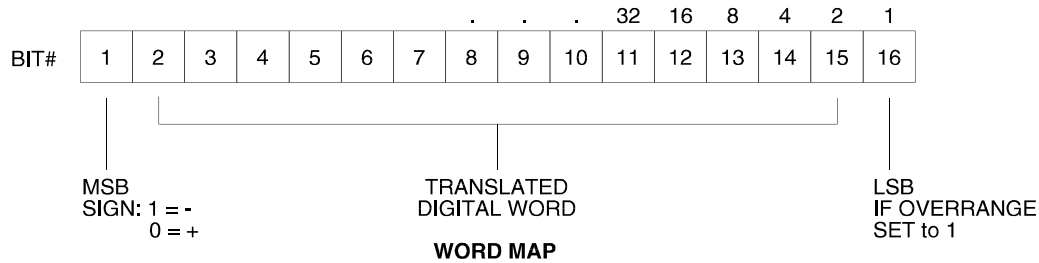 . . . 32 16 8 4 2 1
BIT# 1 2 3 4 5 6 7 8 9 10 11 12 13 14 15 16
MSB
SIGN: 1 = -
0 = +
TRANSLATED
DIGITAL WORD
LSB
IF OVERRANGE
SET to 1
WORD MAP